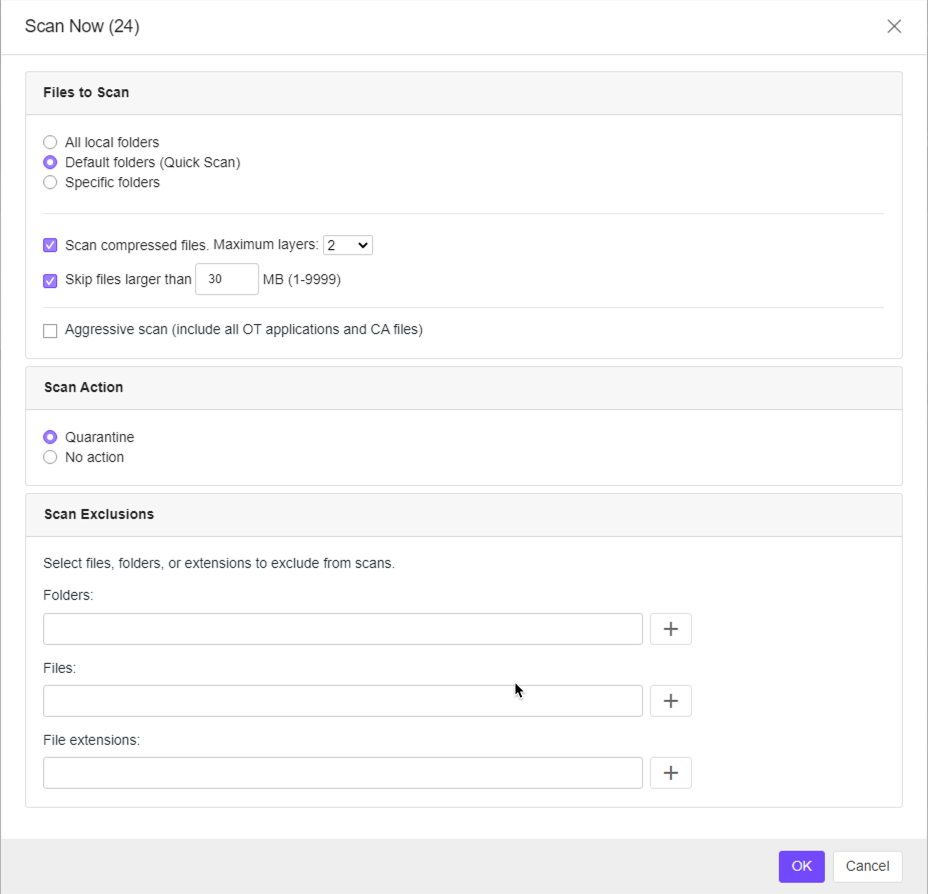 Scan Now (24)
Files to Scan
All local folders
Default folders (Quick Scan)
Specific folders
Scan compressed files. Maximum layers: 2
Skip files larger than 30 MB (1-9999)
Aggressive scan (include all OT applications and CA files)
Scan Action
Quarantine
No action
Scan Exclusions
Select files, folders, or extensions to exclude from scans.
Folders:
Files:
File extensions:
OK Cancel